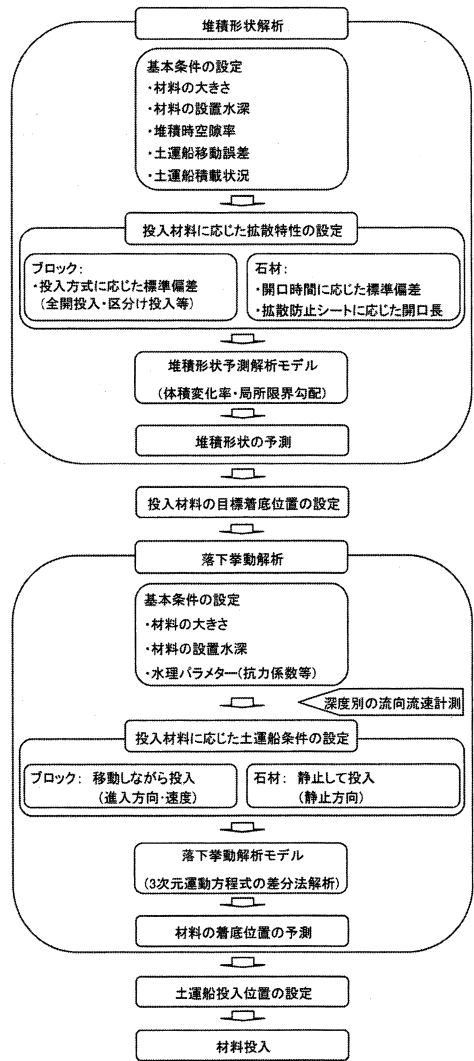 堆積形状解析
基本条件の設定
・材料の大きさ
・材料の設置水深
・堆積時空隙率
・土運船移動誤差
・土運船積載状況
投入材料に応じた拡散特性の設定
ブロック:
・投入方式に応じた標準偏差
(全開投入・区分け投入等)
石材:
・開口時間に応じた標準偏差
・拡散防止シートに応じた開口長
堆積形状予測解析モデル
(体積変化率・局所限界勾配)
堆積形状の予測
投入材料の目標着底位置の設定
落下挙動解析
基本条件の設定
・材料の大きさ
・材料の設置水深
・水理パラメター(抗力係数等)
深度別の流向流速計測
投入材料に応じた土運船条件の設定
ブロック: 移動しながら投入
(進入方向・速度)
石材: 静止して投入
(静止方向)
落下挙動解析モデル
(3次元運動方程式の差分法解析)
材料の着底位置の予測
土運船投入位置の設定
材料投入